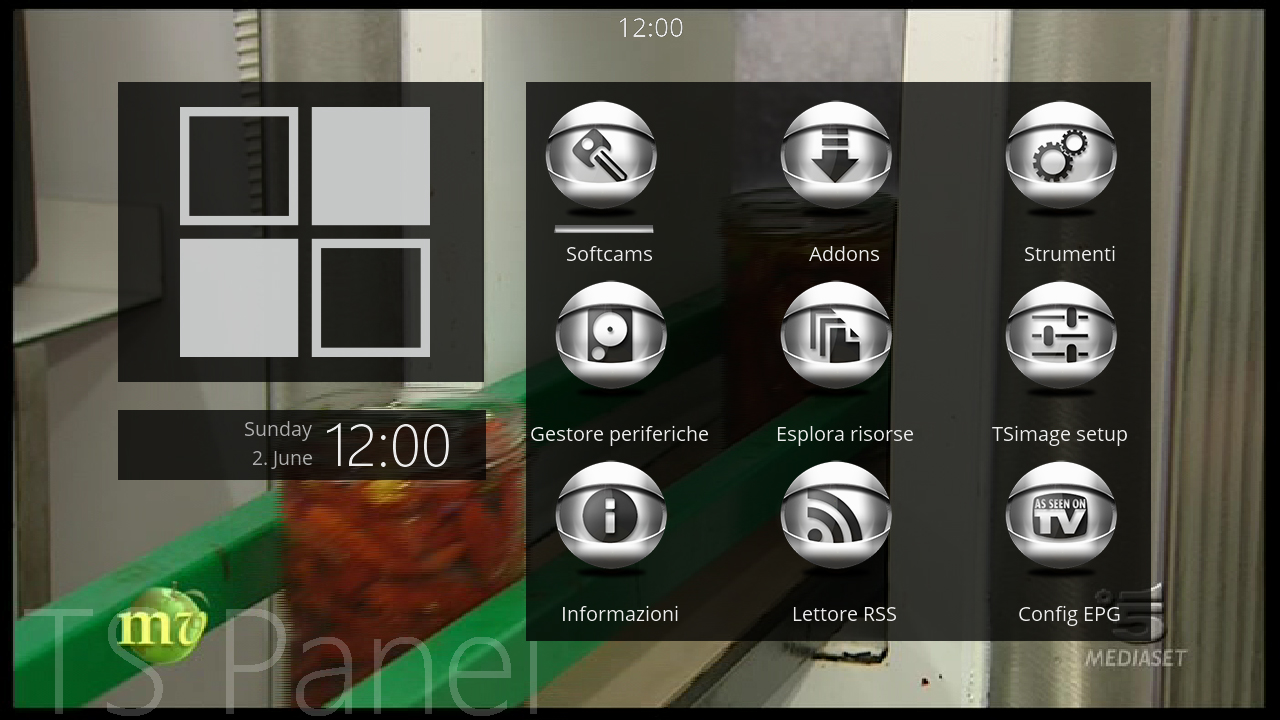 12:00
Softcams
Addons
Strumenti
Gestore periferiche
Esplora risorse
TSimage setup
Sunday
2. June
12:00
AS SEEN ON
TV
Informazioni
Lettore RSS
Config EPG
mv
5
MEDIASET
TS Panel